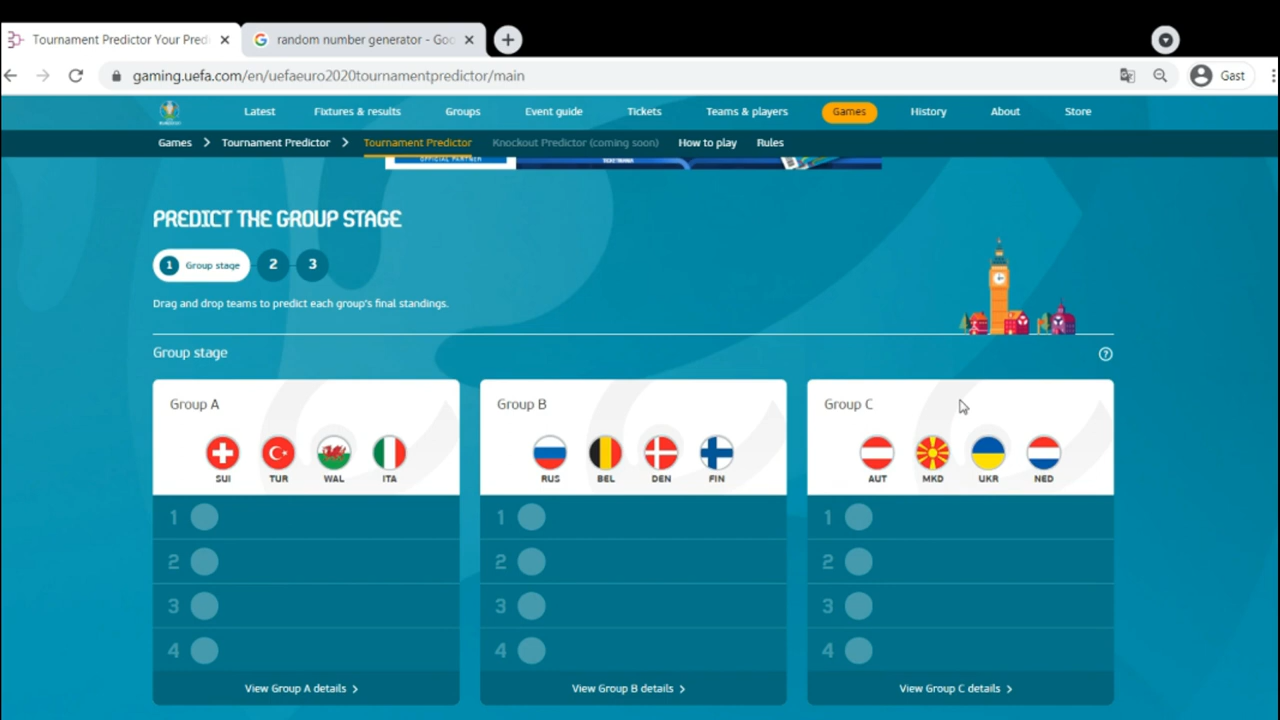 Tournament Predictor Your Pred
random number generator - Goo
gaming.uefa.com/en/uefaeuro2020tournamentpredictor/main
Gast
Latest Fixtures & results Groups Event guide Tickets Teams & players Games History About Store
Games Tournament Predictor Tournament Predictor Knockout Predictor (coming soon) How to play Rules
OFFICIAL PARTNER
PREDICT THE GROUP STAGE
1 Group stage 2 3
Drag and drop teams to predict each group's final standings.
Group stage
?
Group A
SUI TUR WAL ITA
1
2
3
4
View Group A details
Group B
RUS BEL DEN FIN
1
2
3
4
View Group B details
Group C
AUT MKD UKR NED
1
2
3
4
View Group C details